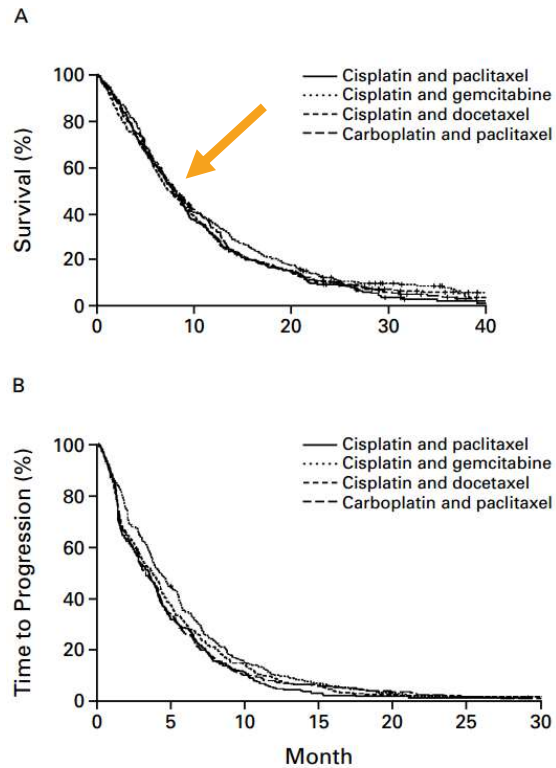 A
Survival (%)
100
80
60
40
20
0
Cisplatin and paclitaxel
Cisplatin and gemcitabine
Cisplatin and docetaxel
Carboplatin and paclitaxel
0 10 20 30 40
B
Time to Progression (%)
100
80
60
40
20
0
Cisplatin and paclitaxel
Cisplatin and gemcitabine
Cisplatin and docetaxel
Carboplatin and paclitaxel
0 5 10 15 20 25 30
Month